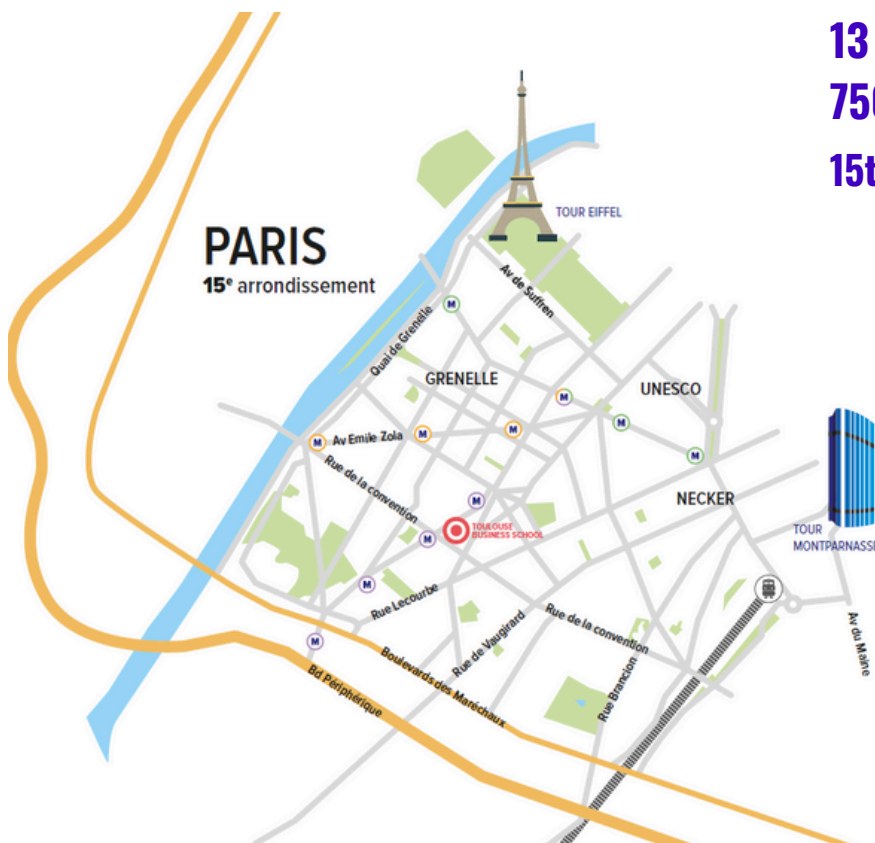 13
750
15t
TOUR EIFFEL
PARIS
15e arrondissement
Av de Suffren
Quai de Grenelle
M
GRENELLE
UNESCO
M
M
M
M
M
Av Emile Zola
M
Rue de la convention
NECKER
M
TOULOUSE
BUSINESS SCHOOL
M
TOUR
MONTPARNASSE
M
Rue Lecourbe
Rue de la convention
Av du Maine
M
Rue de Vaugirard
Boulevards des Maréchaux
Rue Brancion
Bd Périphérique